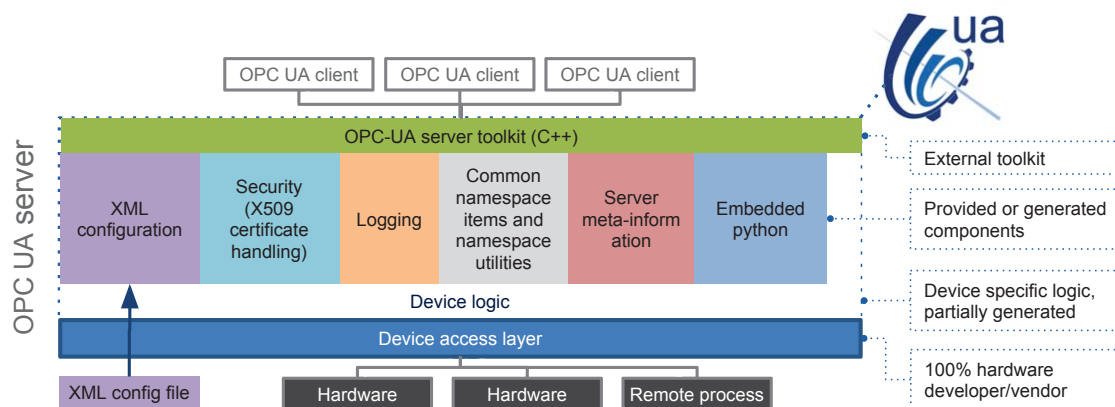 ua
OPC UA client
OPC UA client
OPC UA client
OPC UA server
OPC-UA server toolkit (C++)
XML
configuration
Security
(X509
certificate
handling)
Logging
Common
namespace
items and
namespace
utilities
Server
meta-inform
ation
Embedded
python
Device logic
Device access layer
XML config file
Hardware
Hardware
Remote process
External toolkit
Provided or generated
components
Device specific logic,
partially generated
100% hardware
developer/vendor